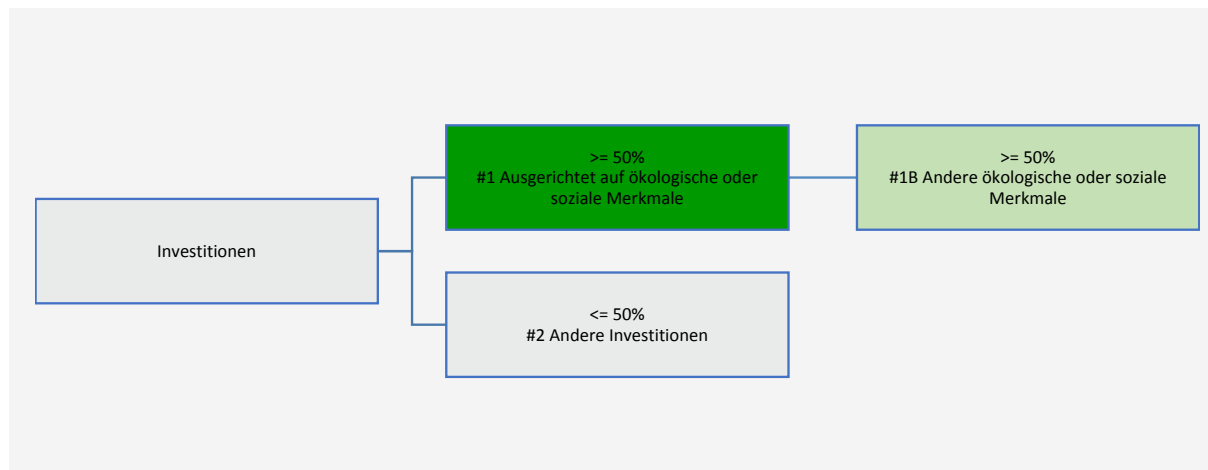 Investitionen
>= 50%
#1 Ausgerichtet auf ökologische oder
soziale Merkmale
>= 50%
#1B Andere ökologische oder soziale
Merkmale
<= 50%
#2 Andere Investitionen